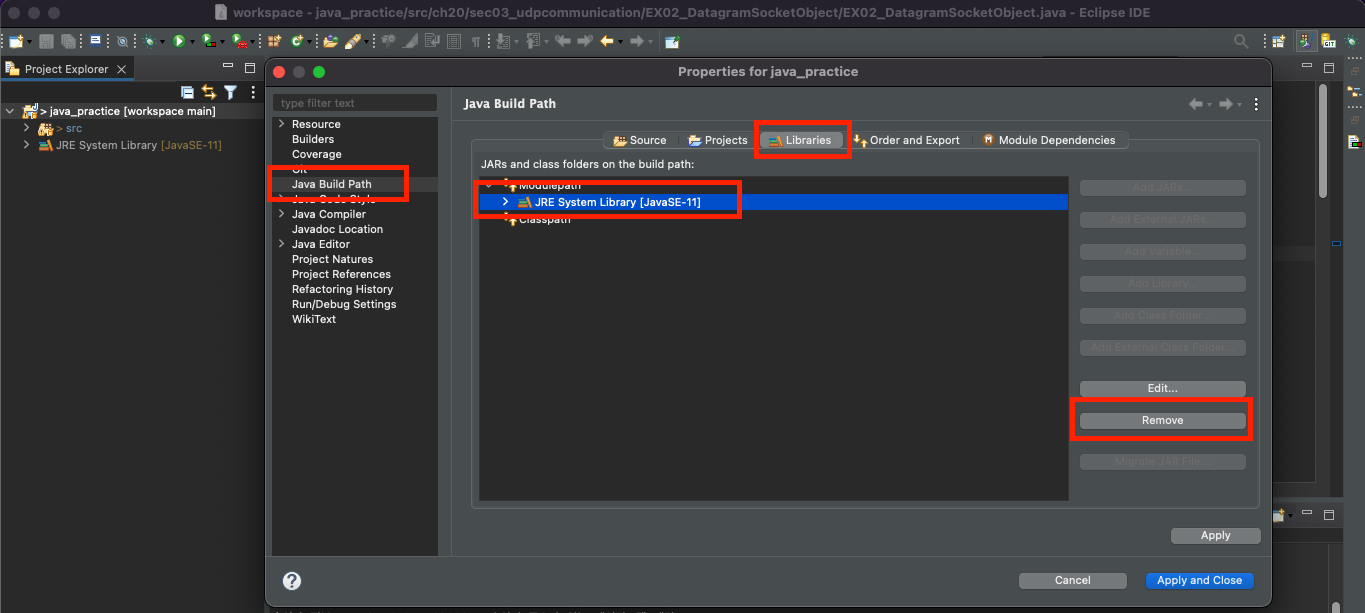 workspace - java_practice/src/ch20/sec03_udpcommunication/EX02_DatagramSocketObject/EX02_DatagramSocketObject.java - Eclipse IDE
Project Explorer
> java_practice [workspace main]
> src
JRE System Library [JavaSE-11]
Properties for java_practice
type filter text
Resource
Builders
Coverage
Git
Java Build Path
Java Code Style
Java Compiler
Javadoc Location
Java Editor
Project Natures
Project References
Refactoring History
Run/Debug Settings
WikiText
Java Build Path
Source Projects Libraries Order and Export Module Dependencies
JARs and class folders on the build path:
Modulepath
JRE System Library [JavaSE-11]
Classpath
Add JARs...
Add External JARs...
Add Variable...
Add Library...
Add Class Folder...
Add External Class Folder...
Edit...
Remove
Migrate JAR File...
Apply
? Cancel Apply and Close